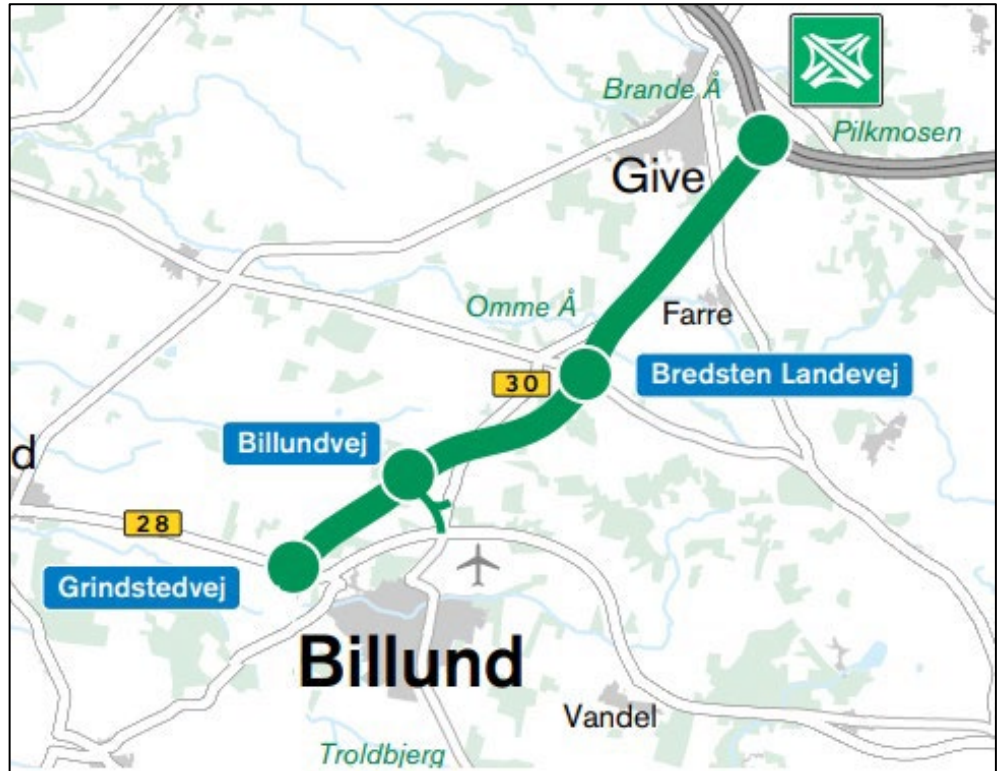 Brande Å
Pilkmosen
Give
Omme Å
Farre
30
Bredsten Landevej
Billundvej
d
28
Grindstedvej
Billund
Vandel
Troldbjerg